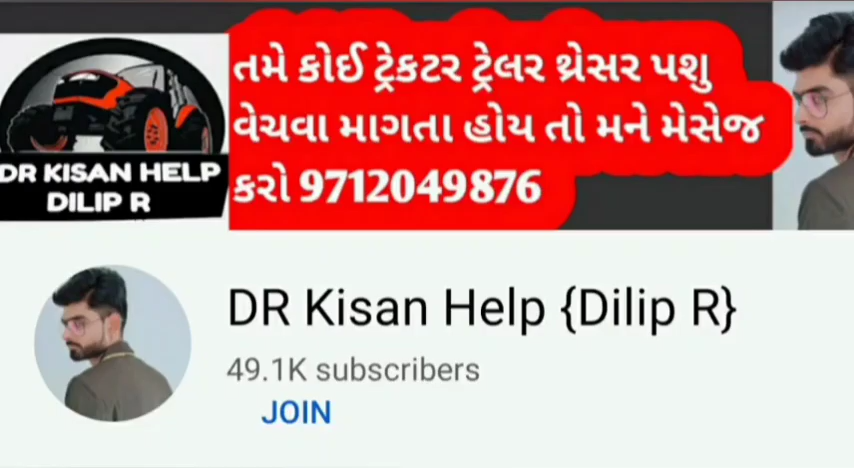 તમે કોઈ ટ્રેકટર ટ્રેલર થ્રેસર પશુ
વેચવા માગતા હોય તો મને મેસેજ
કરો 9712049876
DR KISAN HELP
DILIP R
DR Kisan Help {Dilip R}
49.1K subscribers
JOIN